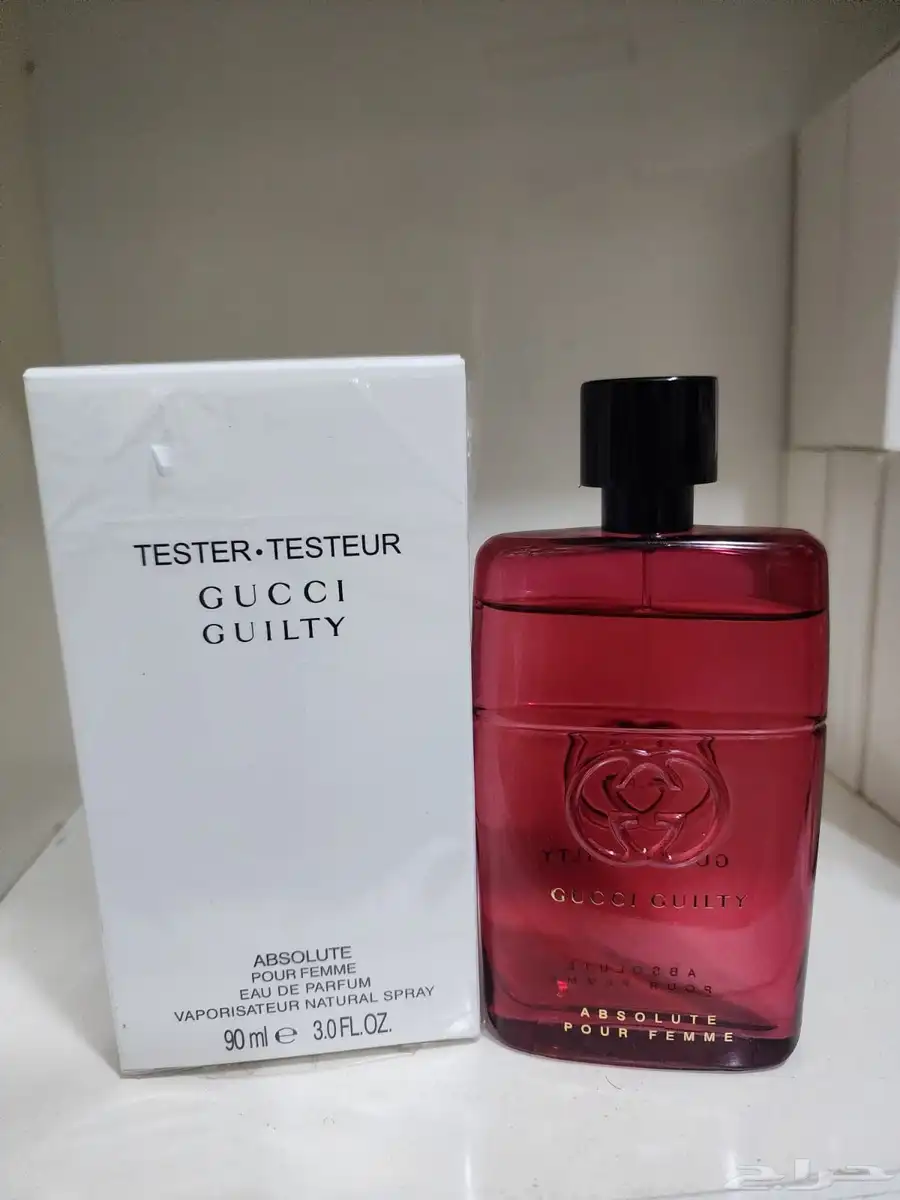 TESTER•TESTEUR
GUCCI
GUILTY
ABSOLUTE
POUR FEMME
EAU DE PARFUM
VAPORISATEUR NATURAL SPRAY
90 ml e 3.0 FL.OZ.
GUCCI GUILTY
ABSOLUTE
POUR FEMME
حراج